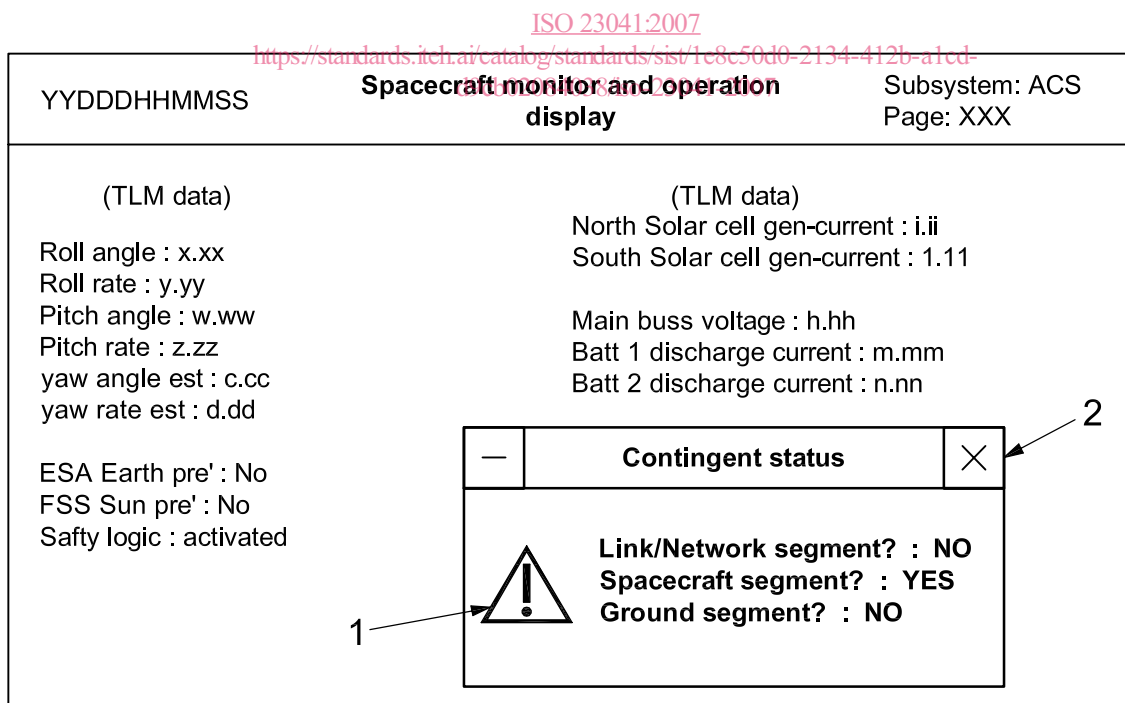 ISO 23041:2007
https://standards.iteh.ai/catalog/standards/sist/1e8c50d0-2134-412b-a1cd-
YYDDDHHMMSS
Spacecraft monitor and operation
display
Subsystem: ACS
Page: XXX
(TLM data)
Roll angle : x.xx
Roll rate : y.yy
Pitch angle : w.ww
Pitch rate : z.zz
yaw angle est : c.cc
yaw rate est : d.dd
ESA Earth pre' : No
FSS Sun pre' : No
Safty logic : activated
(TLM data)
North Solar cell gen-current : i.ii
South Solar cell gen-current : 1.11
Main buss voltage : h.hh
Batt 1 discharge current : m.mm
Batt 2 discharge current : n.nn
2
Contingent status
Link/Network segment? : NO
Spacecraft segment? : YES
Ground segment? : NO
1